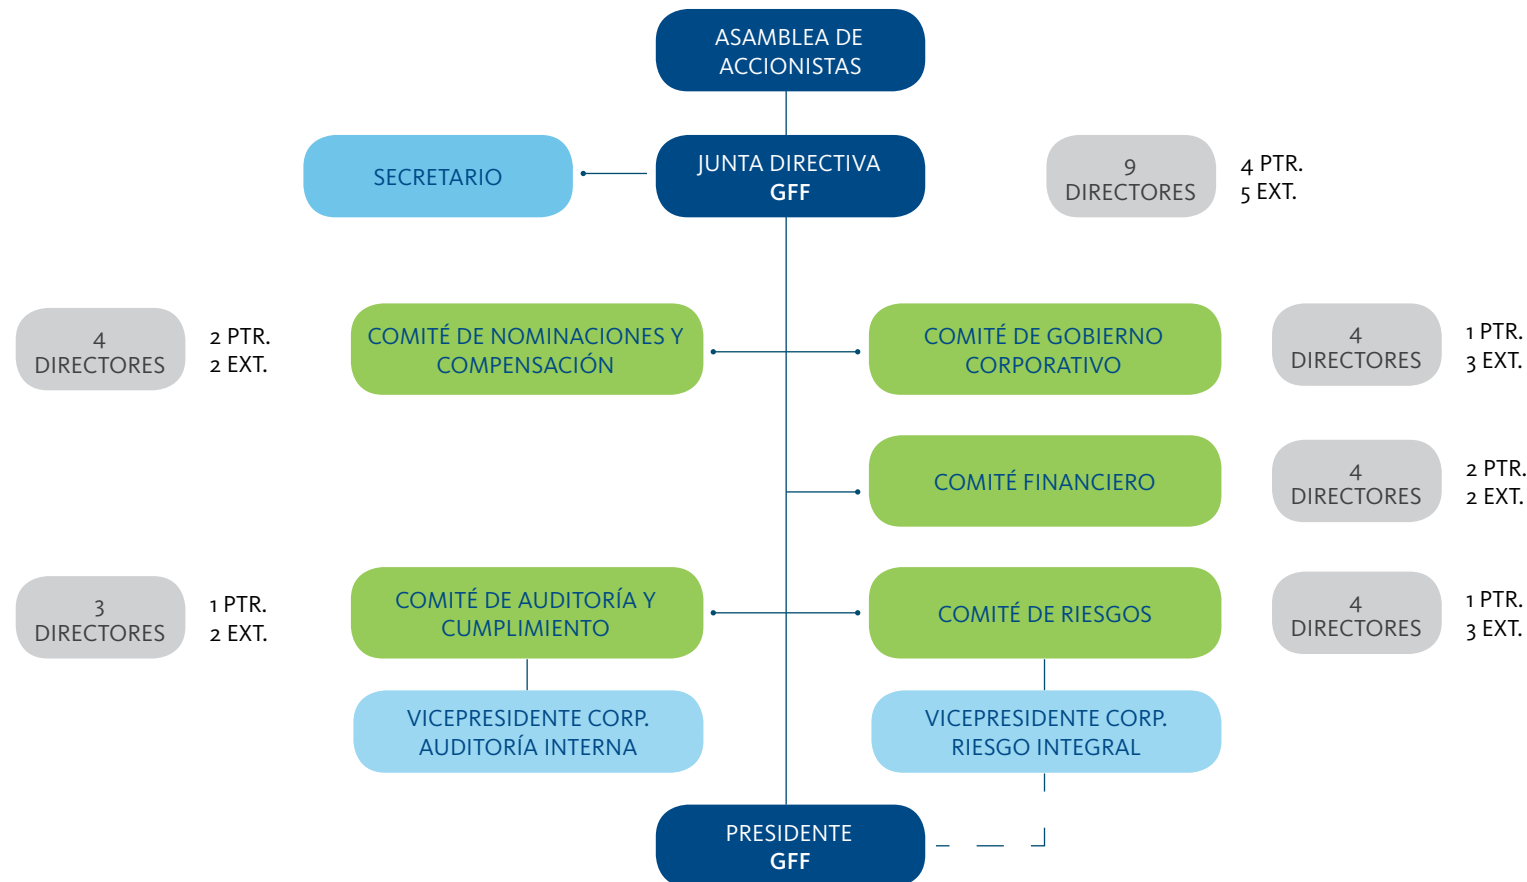 ASAMBLEA DE
ACCIONISTAS
SECRETARIO
JUNTA DIRECTIVA
GFF
9
DIRECTORES
4 PTR.
5 EXT.
4
DIRECTORES
2 PTR.
2 EXT.
COMITÉ DE NOMINACIONES Y
COMPENSACIÓN
COMITÉ DE GOBIERNO
CORPORATIVO
4
DIRECTORES
1 PTR.
3 EXT.
COMITÉ FINANCIERO
4
DIRECTORES
2 PTR.
2 EXT.
3
DIRECTORES
1 PTR.
2 EXT.
COMITÉ DE AUDITORÍA Y
CUMPLIMIENTO
COMITÉ DE RIESGOS
4
DIRECTORES
1 PTR.
3 EXT.
VICEPRESIDENTE CORP.
AUDITORÍA INTERNA
VICEPRESIDENTE CORP.
RIESGO INTEGRAL
PRESIDENTE
GFF